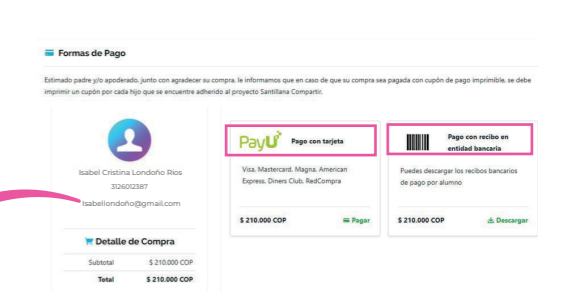 Formas de Pago
Estimado padre y/o apoderado, junto con agradecer su compra, le informamos que en caso de que su compra sea pagada con cupón de pago imprimible, se debe
imprimir un cupón por cada hijo que se encuentre adherido al proyecto Santillana Compartir.
Isabel Cristina Londoño Rios
3126012387
Isabellondoño@gmail.com
Detalle de Compra
Subtotal $ 210.000 COP
Total $ 210.000 COP
PayU Pago con tarjeta
Visa, Mastercard, Magna, American
Express, Diners Club, RedCompra
$ 210.000 COP Pagar
Pago con recibo en
entidad bancaria
Puedes descargar los recibos bancarios
de pago por alumno
$ 210.000 COP Descargar